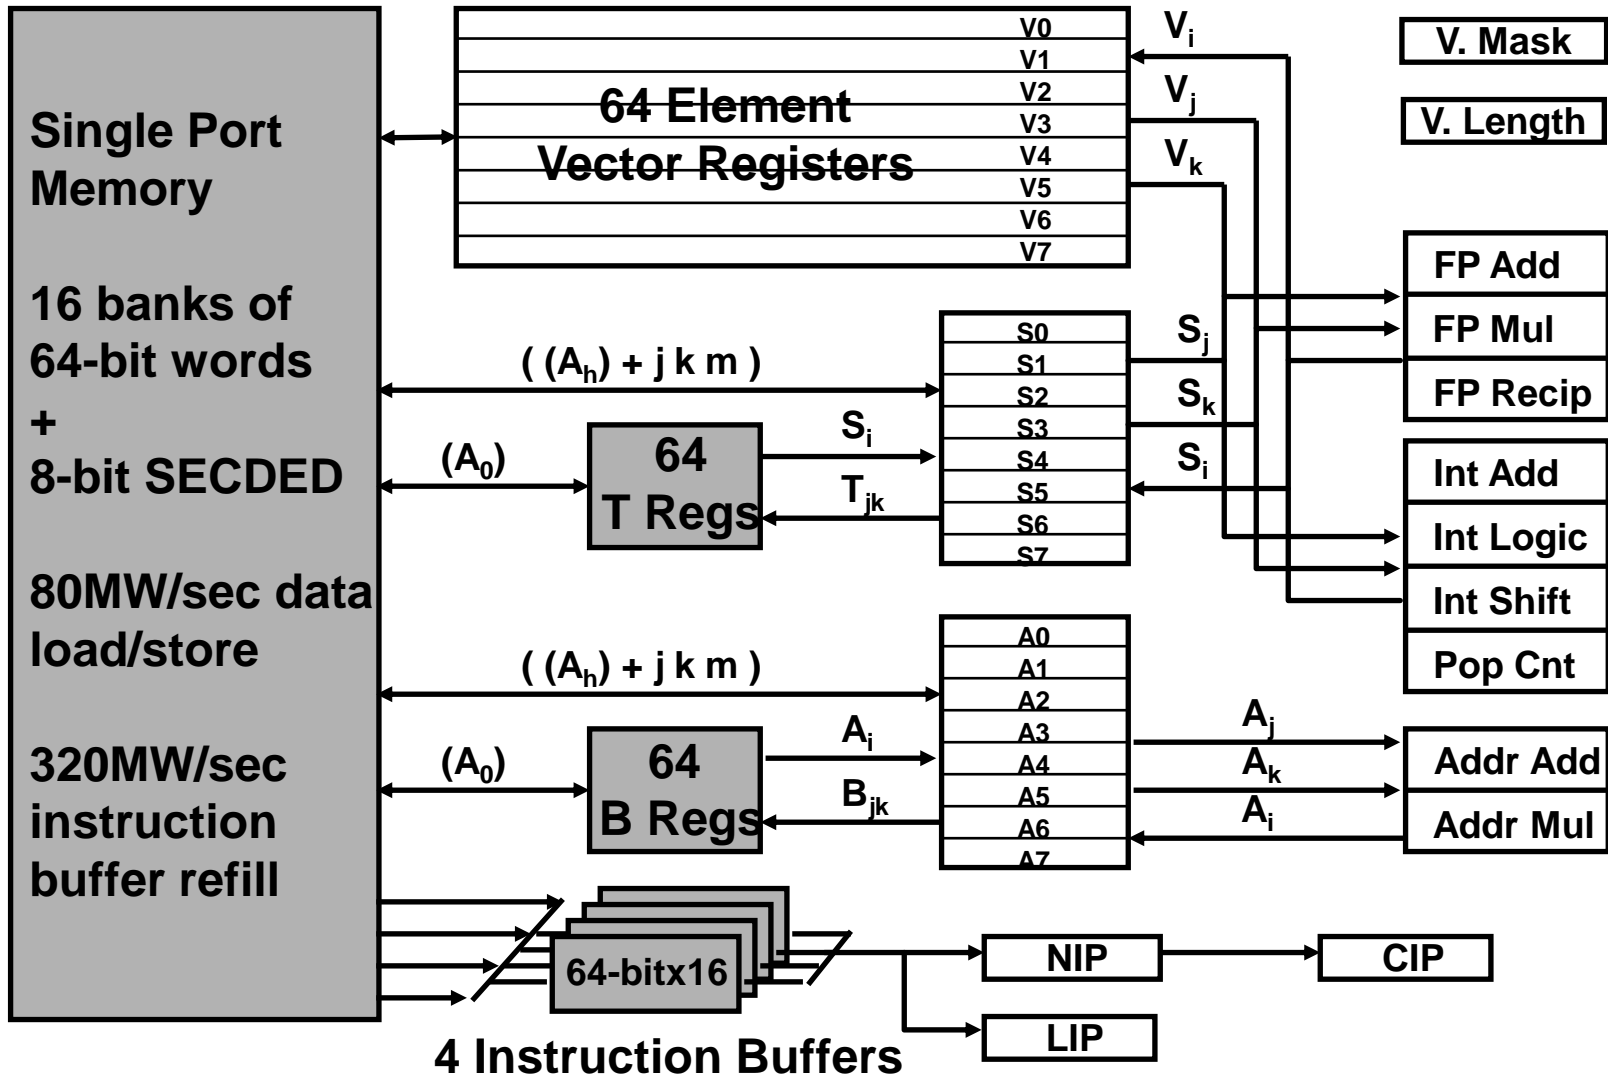 Single Port
Memory
16 banks of
64-bit words
+
8-bit SECDED
80MW/sec data
load/store
320MW/sec
instruction
buffer refill
64 Element
Vector Registers
V0
V1
V2
V3
V4
V5
V6
V7
Vi
Vj
Vk
V. Mask
V. Length
FP Add
FP Mul
FP Recip
Int Add
Int Logic
Int Shift
Pop Cnt
( (Ah) + j k m )
(A0)
64
T Regs
Si
Tjk
S0
S1
S2
S3
S4
S5
S6
S7
Sj
Sk
Si
( (Ah) + j k m )
(A0)
64
B Regs
Ai
Bjk
A0
A1
A2
A3
A4
A5
A6
A7
Aj
Ak
Ai
Addr Add
Addr Mul
64-bitx16
4 Instruction Buffers
NIP
CIP
LIP